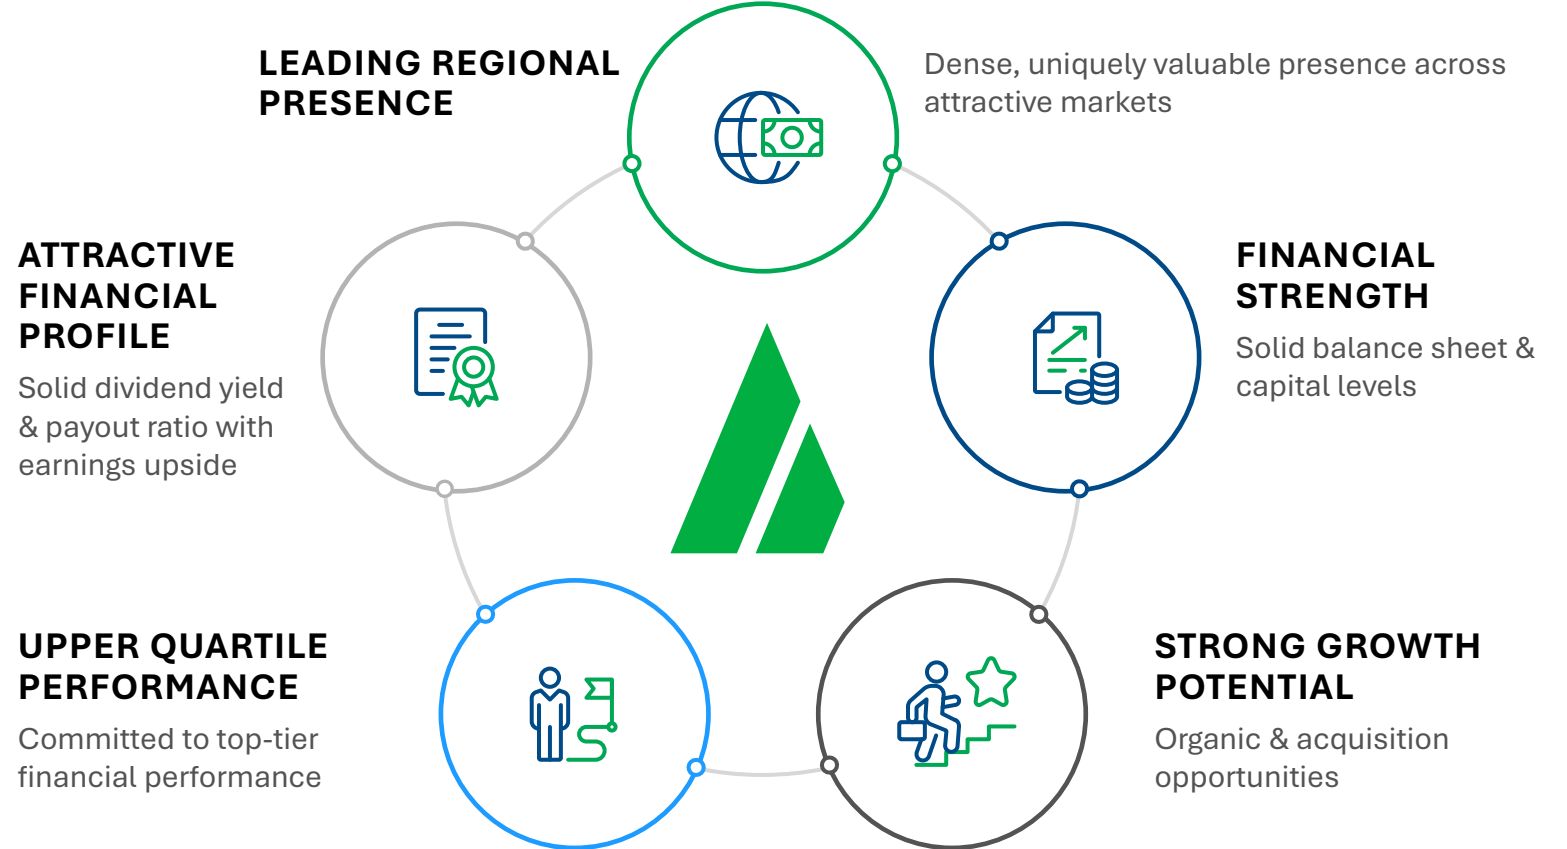 LEADING REGIONAL
PRESENCE
Dense, uniquely valuable presence across
attractive markets
FINANCIAL
STRENGTH
Solid balance sheet &
capital levels
STRONG GROWTH
POTENTIAL
Organic & acquisition
opportunities
UPPER QUARTILE
PERFORMANCE
Committed to top-tier
financial performance
ATTRACTIVE
FINANCIAL
PROFILE
Solid dividend yield
& payout ratio with
earnings upside